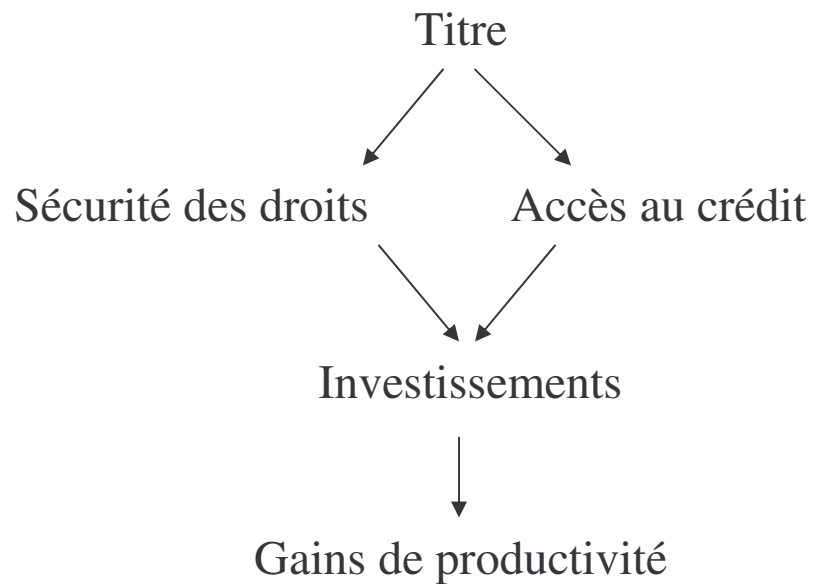 Titre
Sécurité des droits
Accès au crédit
Investissements
Gains de productivité